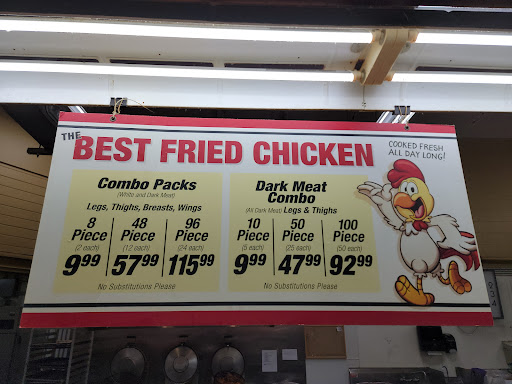 THE BEST FRIED CHICKEN
COOKED FRESH
ALL DAY LONG!
Combo Packs
(White and Dark Meat)
Legs, Thighs, Breasts, Wings
8 Piece (2 each) 9.99
48 Piece (12 each) 57.99
96 Piece (24 each) 115.99
No Substitutions Please
Dark Meat
Combo
(All Dark Meat) Legs & Thighs
10 Piece (5 each) 9.99
50 Piece (25 each) 47.99
100 Piece (50 each) 92.99
No Substitutions Please